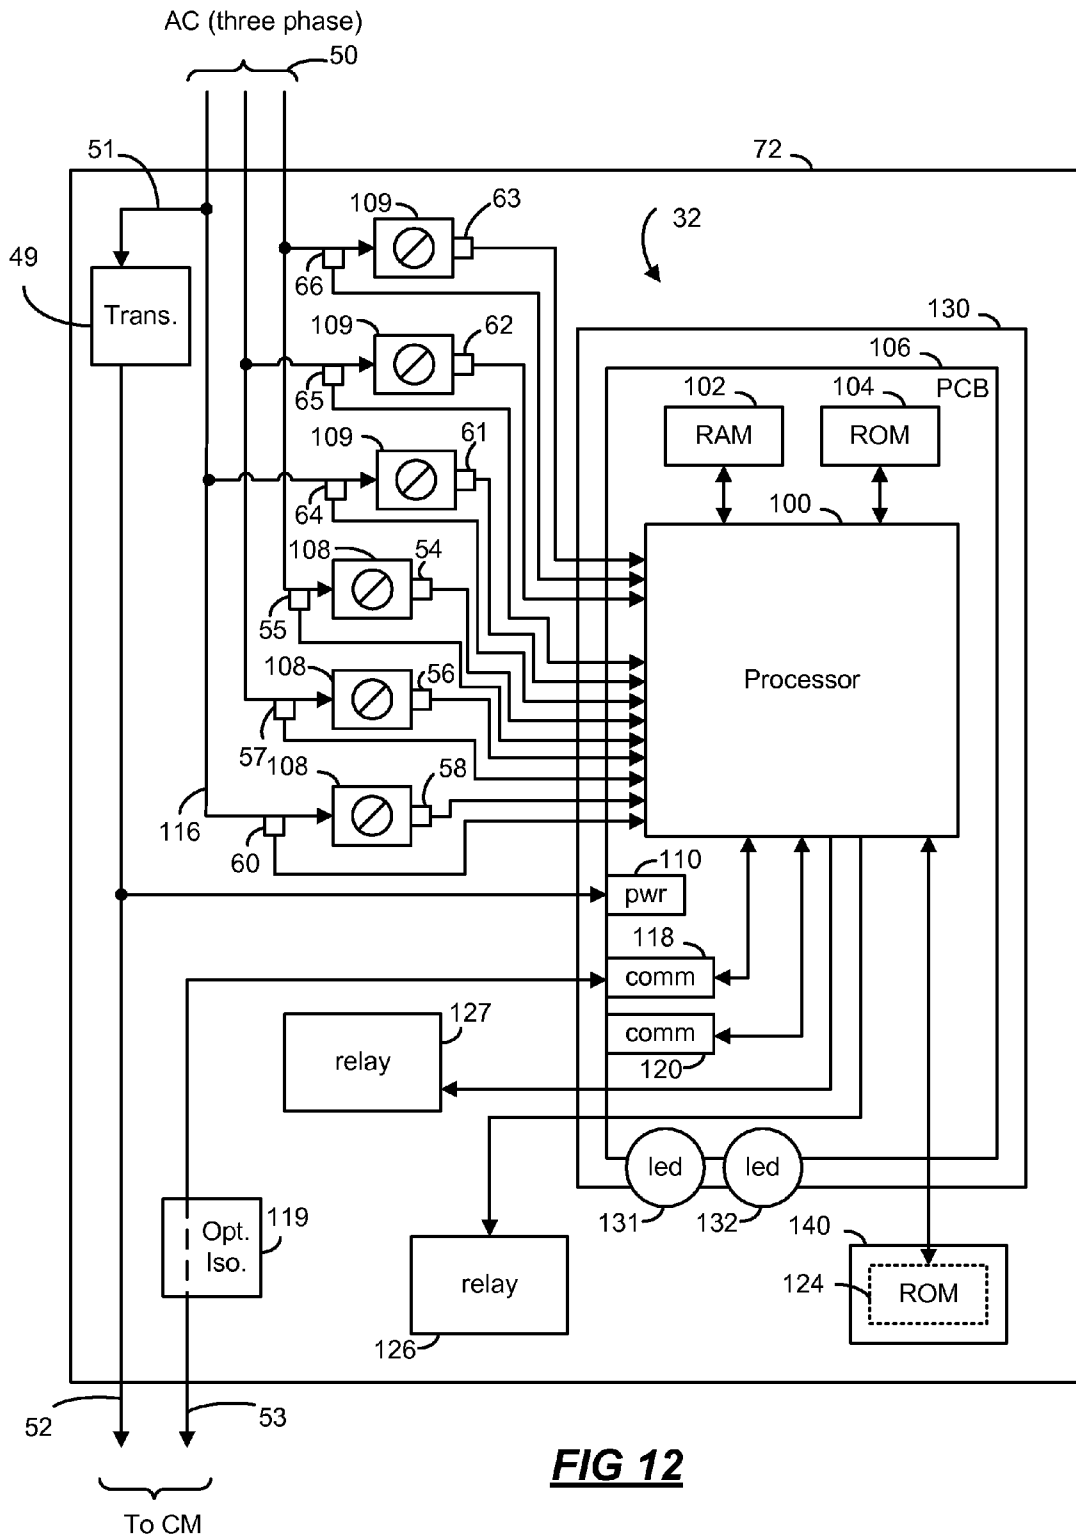 AC (three phase)
50
51
72
109
63
32
49
66
Trans.
109
62
130
106
65
PCB
102
104
109
61
RAM
ROM
64
100
108
54
55
108
56
Processor
57
108
58
116
60
110
pwr
118
comm
127
comm
relay
120
led
led
119
131
132
140
Opt.
Iso.
124
ROM
relay
126
52
53
FIG 12
To CM